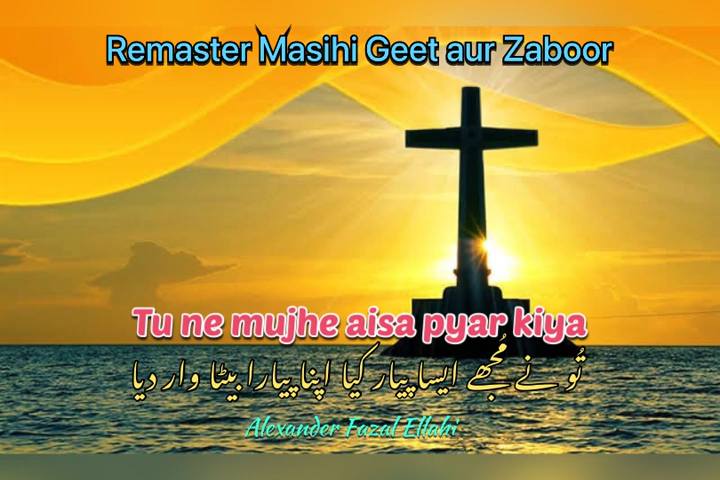 Remaster Masihi Geet aur Zaboor
Tu ne mujhe aisa pyar kiya
تُو نے مُجھے ایسا پیار کیا اپنا پیارا بیٹا وار دیا
Alexander Fazal Ellahi